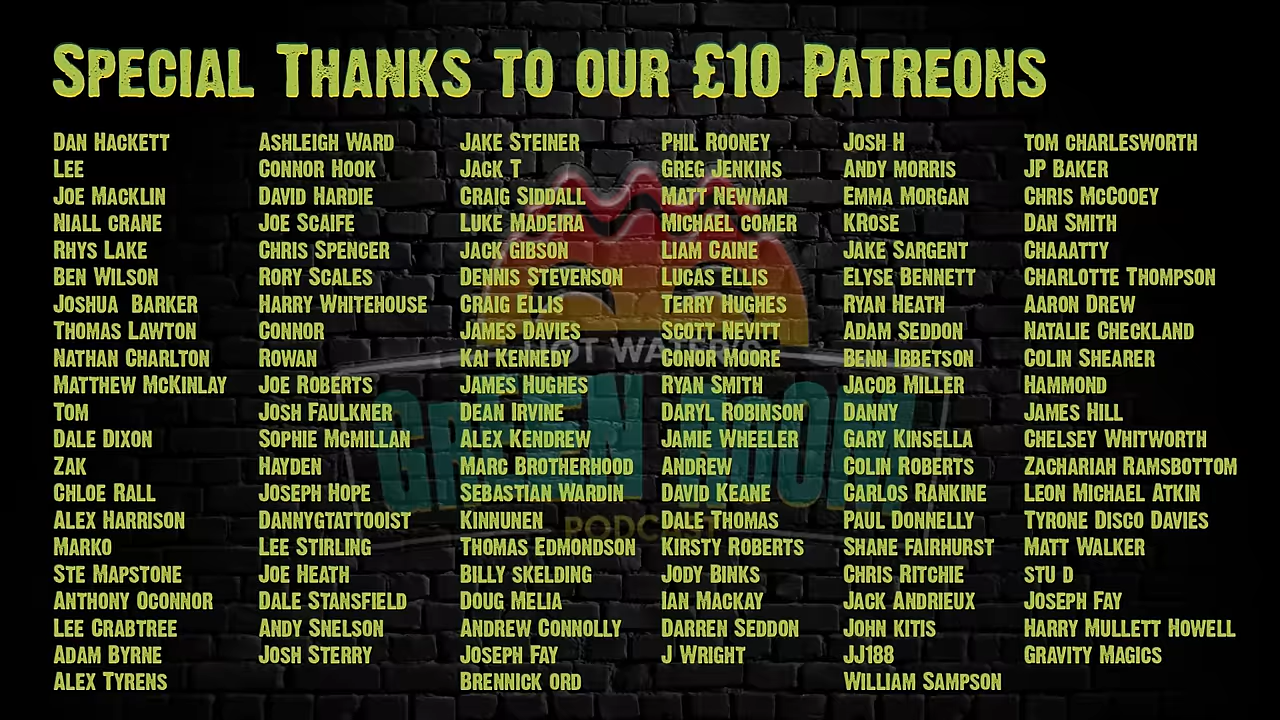 Special Thanks to our £10 Patreons
Dan Hackett
Lee
Joe Macklin
Niall crane
Rhys Lake
Ben Wilson
Joshua  Barker
Thomas Lawton
Nathan Charlton
Matthew McKinlay
Tom
Dale Dixon
Zak
Chloe Rall
Alex Harrison
Marko
Ste Mapstone
Anthony Oconnor
Lee Crabtree
Adam Byrne
Alex Tyrens
Ashleigh Ward
Connor Hook
David Hardie
Joe Scaife
Chris Spencer
Rory Scales
Harry Whitehouse
Connor
Rowan
Joe Roberts
Josh Faulkner
Sophie Mcmillan
Hayden
Joseph Hope
Dannygtattooist
Lee Stirling
Joe Heath
Dale Stansfield
Andy Snelson
Josh Sterry
Jake Steiner
Jack T
Craig Siddall
Luke Madeira
Jack Gibson
Dennis Stevenson
Craig Ellis
James Davies
Kai Kennedy
James Hughes
Dean Irvine
Alex Kendrew
Marc Brotherhood
Sebastian Wardin
Kinnunen
Thomas Edmondson
Billy skelding
Doug Melia
Andrew Connolly
Joseph Fay
Brennick ord
Phil Rooney
Greg Jenkins
Matt Newman
Michael comer
Liam Caine
Lucas Ellis
Terry Hughes
Scott Nevitt
Conor Moore
Ryan Smith
Daryl Robinson
Jamie Wheeler
Andrew
David Keane
Dale Thomas
Kirsty Roberts
Jody Binks
Ian Mackay
Darren Seddon
J Wright
Josh H
Andy morris
Emma Morgan
KRose
Jake Sargent
Elyse Bennett
Ryan Heath
Adam Seddon
Benn Ibbetson
Jacob Miller
Danny
Gary Kinsella
Colin Roberts
Carlos Rankine
Paul Donnelly
Shane fairhurst
Chris Ritchie
Jack Andrieux
John kitis
JJ188
William Sampson
tom charlesworth
JP Baker
Chris McCooey
Dan Smith
Chaaatty
Charlotte Thompson
Aaron Drew
Natalie Checkland
Colin Shearer
Hammond
James Hill
Chelsey Whitworth
Zachariah Ramsbottom
Leon Michael Atkin
Tyrone Disco Davies
Matt Walker
stu d
Joseph Fay
Harry Mullett Howell
Gravity Magics
HOT WATER'S
GREEN ROOM
PODCAST